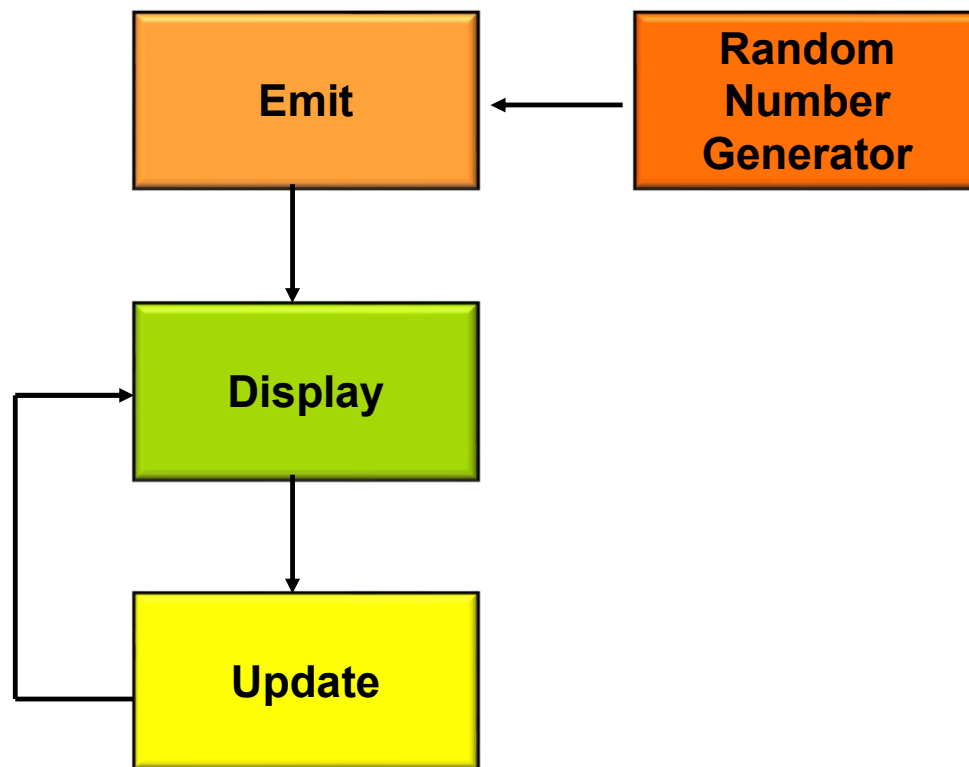 Emit
Random
Number
Generator
Display
Update